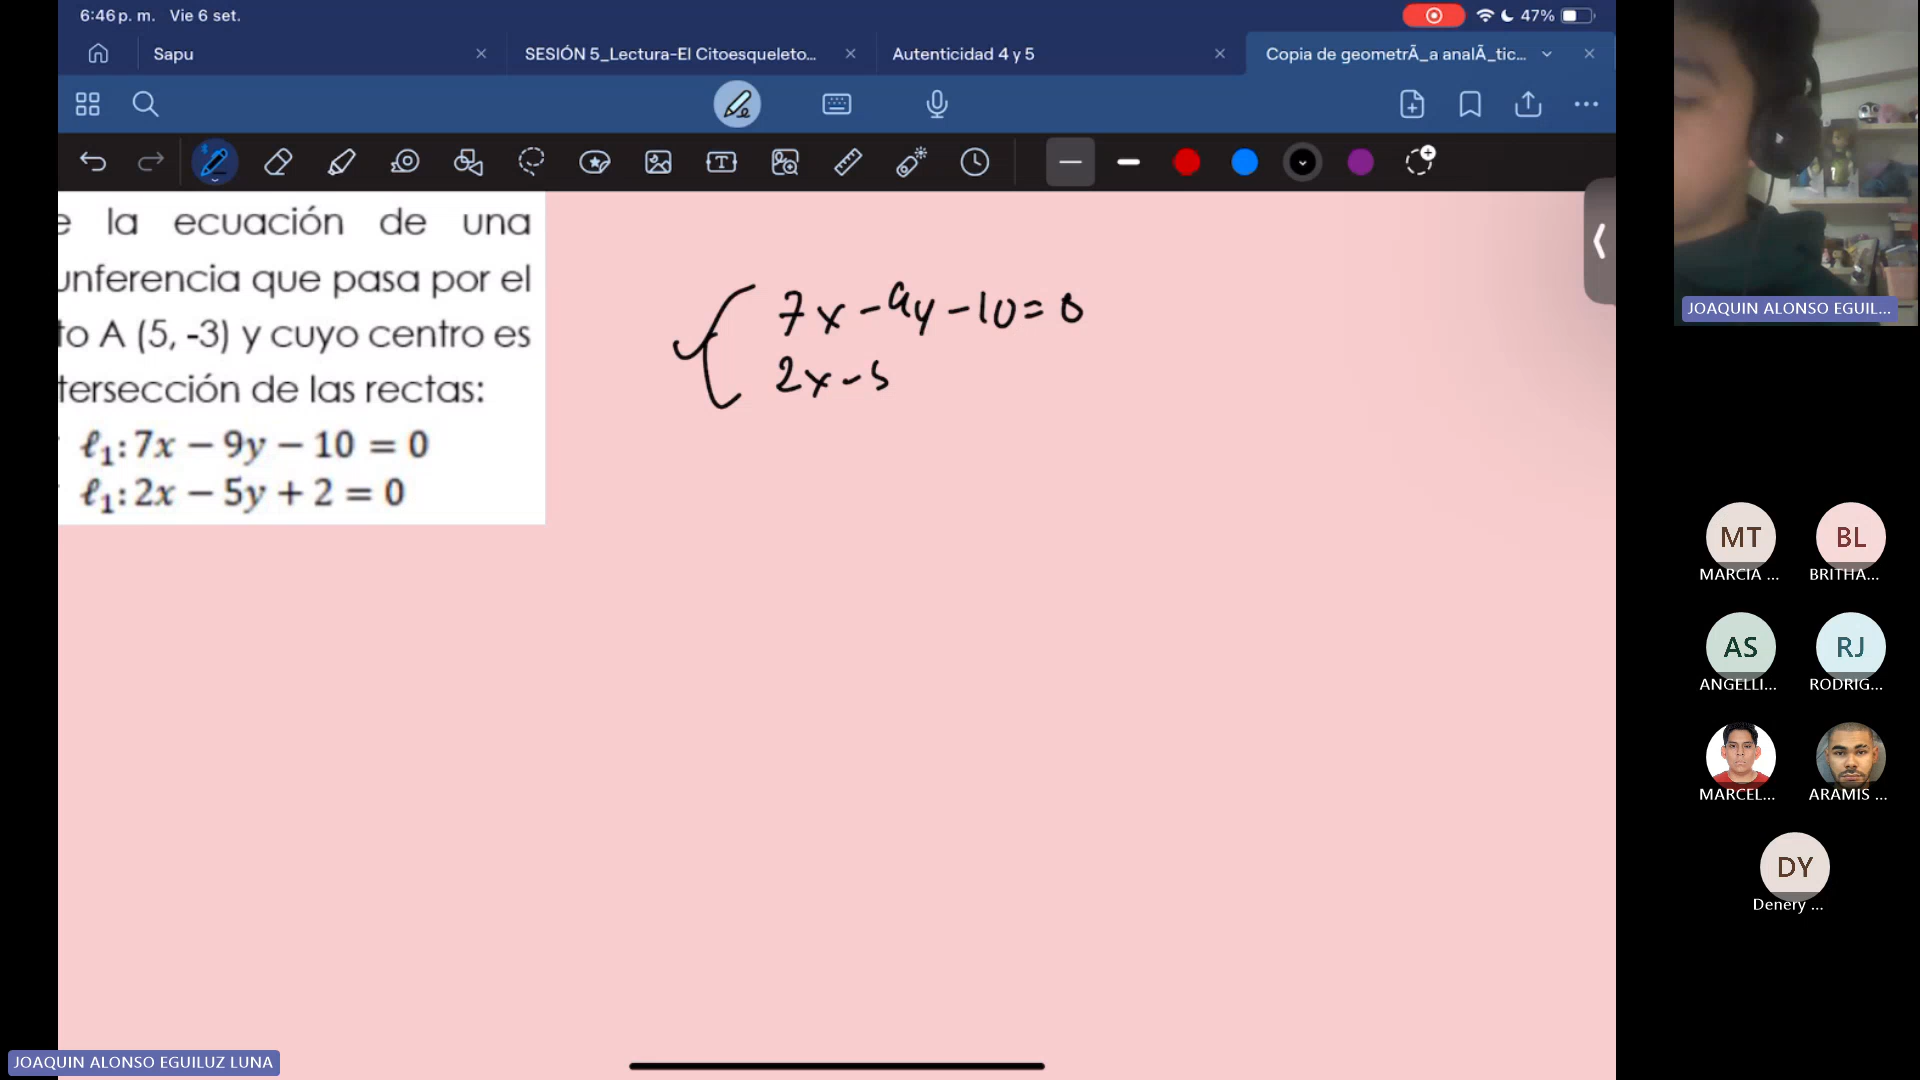 6:46 p. m. Vie 6 set.
47%
Sapu
SESIÓN 5_Lectura-El Citoesqueleto...
Autenticidad 4 y 5
Copia de geometrÃ_a analÃ_tic...
e la ecuación de una
unferencia que pasa por el
to A (5, -3) y cuyo centro es
tersección de las rectas:
ℓ₁: 7x − 9y − 10 = 0
ℓ₁: 2x − 5y + 2 = 0
7x - 9y - 10 = 0
2x - 5
JOAQUIN ALONSO EGUIL...
MT
MARCIA ...
BL
BRITHA...
AS
ANGELLI...
RJ
RODRIG...
MARCEL...
ARAMIS ...
DY
Denery ...
JOAQUIN ALONSO EGUILUZ LUNA